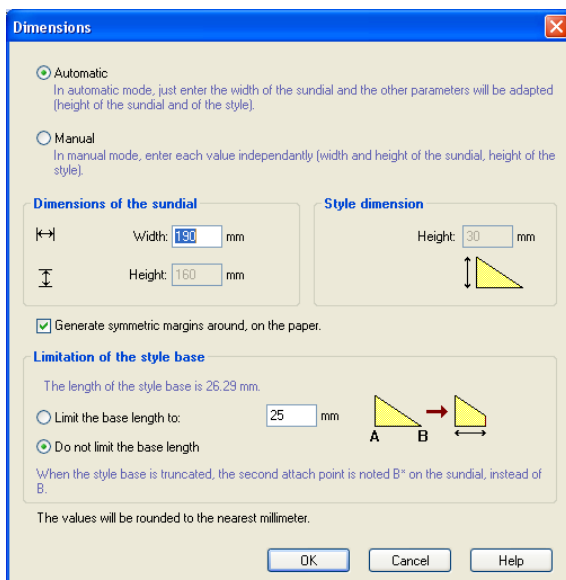 Dimensions
Automatic
In automatic mode, just enter the width of the sundial and the other parameters will be adapted
(height of the sundial and of the style).
Manual
In manual mode, enter each value independantly (width and height of the sundial, height of the
style).
Dimensions of the sundial
Style dimension
Width: 190 mm
Height: 30 mm
Height: 160 mm
Generate symmetric margins around, on the paper.
Limitation of the style base
The length of the style base is 26.29 mm.
Limit the base length to: 25 mm
A B
Do not limit the base length
When the style base is truncated, the second attach point is noted B* on the sundial, instead of
B.
The values will be rounded to the nearest millimeter.
OK Cancel Help